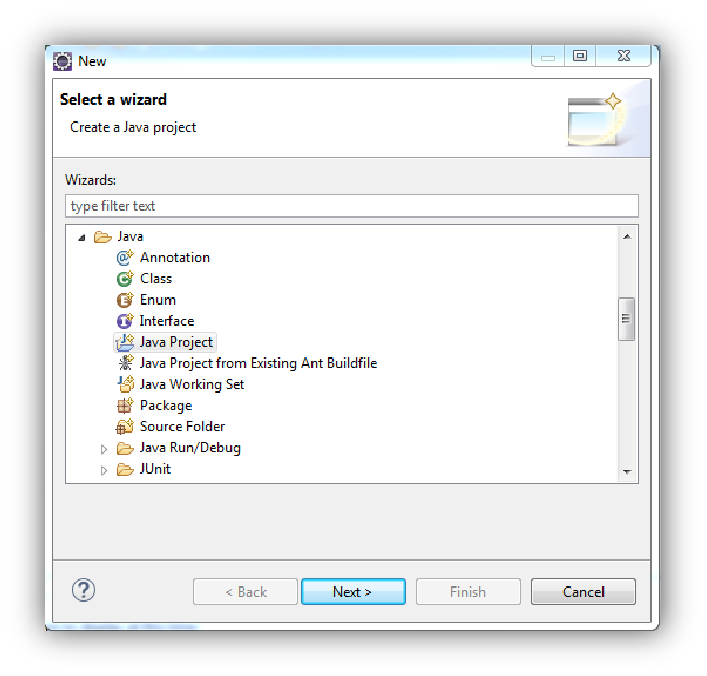 New
Select a wizard
Create a Java project
Wizards:
type filter text
Java
Annotation
Class
Enum
Interface
Java Project
Java Project from Existing Ant Buildfile
Java Working Set
Package
Source Folder
Java Run/Debug
JUnit
< Back Next > Finish Cancel